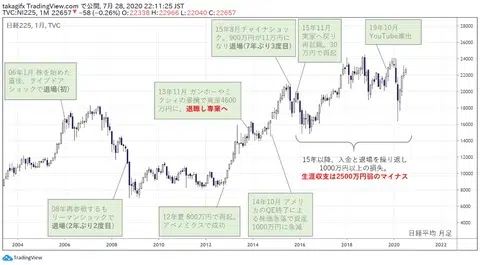 takagifx TradingView.com で公開, 7月 28, 2020 22:11:25 JST
TVC:NI225, 1M 22657 ▼ −58 (−0.26%) O:22338 H:22966 L:22040 C:22657
日経225, 1月, TVC
06年1月 株を始めた
直後、ライブドア
ショックで退場(初)
08年再参戦するも
リーマンショックで
退場(2年ぶり2度目)
12年夏 600万で再起。
アベノミクスで成功
13年11月 ガンホーやミ
クシィの暴騰で資産4600
万円に。退職し専業へ
14年10月 アメリ
カのQE終了によ
る株価急落で資産
1000万円に急減
15年8月チャイナショッ
ク。900万円が11万円に
なり退場(7年ぶり3度目)
15年11月
実家へ戻り
再就職。30
万円で再起
19年10月
YouTube進出
15年以降、入金と退場を繰り返し
1000万円以上の損失。
生涯収支は2500万円弱のマイナス
28000
26000
24000
22000
20000
18000
16000
14000
12000
10000
8000
6000
4000
2004
2006
2008
2010
2012
2014
2016
2018
2020
日経平均 月足
TradingView